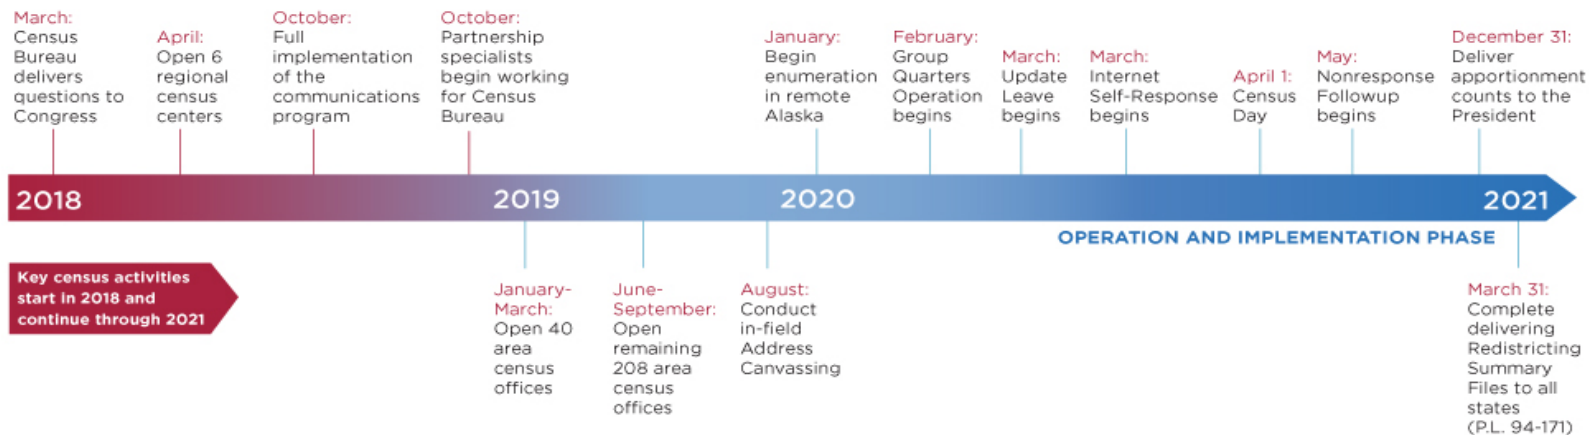 March:
Census
Bureau
delivers
questions to
Congress
April:
Open 6
regional
census
centers
October:
Full
implementation
of the
communications
program
October:
Partnership
specialists
begin working
for Census
Bureau
January:
Begin
enumeration
in remote
Alaska
February:
Group
Quarters
Operation
begins
March:
Update
Leave
begins
March:
Internet
Self-Response
begins
April 1:
Census
Day
May:
Nonresponse
Followup
begins
December 31:
Deliver
apportionment
counts to the
President
2018
2019
2020
2021
OPERATION AND IMPLEMENTATION PHASE
Key census activities
start in 2018 and
continue through 2021
January-
March:
Open 40
area
census
offices
June-
September:
Open
remaining
208 area
census
offices
August:
Conduct
in-field
Address
Canvassing
March 31:
Complete
delivering
Redistricting
Summary
Files to all
states
(P.L. 94-171)